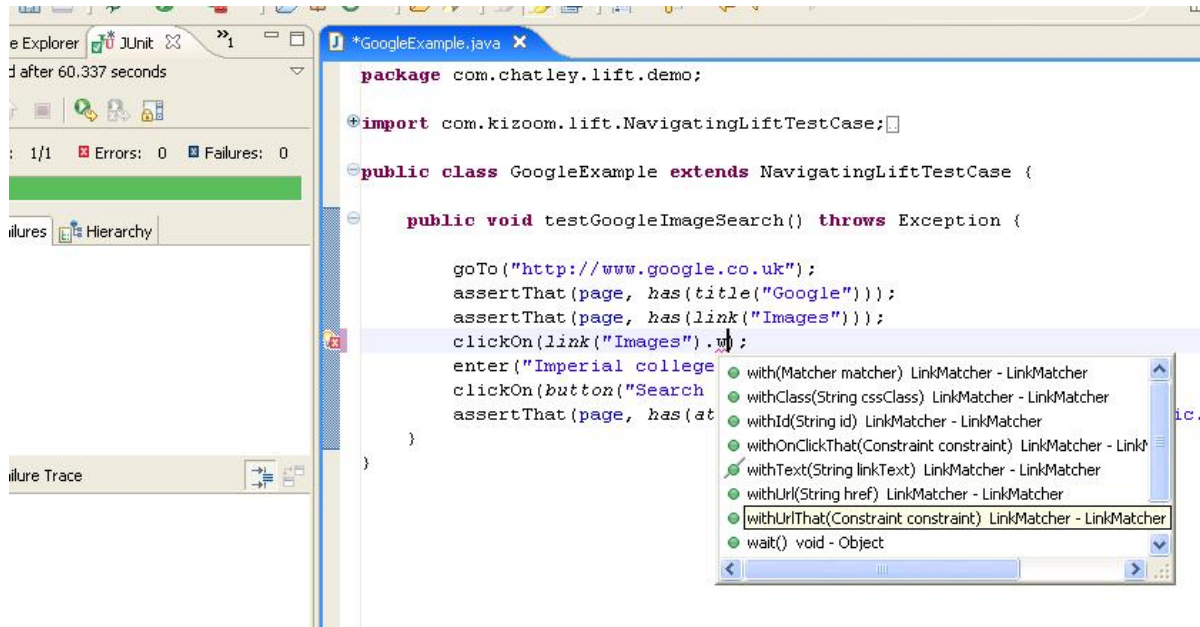 e Explorer JUnit »1
d after 60.337 seconds
: 1/1 Errors: 0 Failures: 0
ilures Hierarchy
ilure Trace
*GoogleExample.java
package com.chatley.lift.demo;
import com.kizoom.lift.NavigatingLiftTestCase;
public class GoogleExample extends NavigatingLiftTestCase {
public void testGoogleImageSearch() throws Exception {
goTo("http://www.google.co.uk");
assertThat(page, has(title("Google")));
assertThat(page, has(link("Images")));
clickOn(link("Images").w);
enter("Imperial college
clickOn(button("Search
assertThat(page, has(at ic.
}
}
with(Matcher matcher) LinkMatcher - LinkMatcher
withClass(String cssClass) LinkMatcher - LinkMatcher
withId(String id) LinkMatcher - LinkMatcher
withOnClickThat(Constraint constraint) LinkMatcher - LinkM
withText(String linkText) LinkMatcher - LinkMatcher
withUrl(String href) LinkMatcher - LinkMatcher
withUrlThat(Constraint constraint) LinkMatcher - LinkMatcher
wait() void - Object